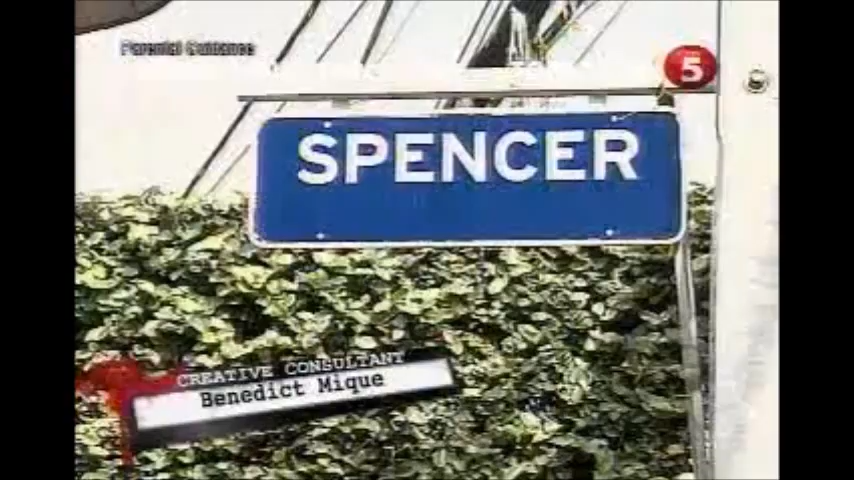 Parental Guidance
5
SPENCER
CREATIVE CONSULTANT
Benedict Mique